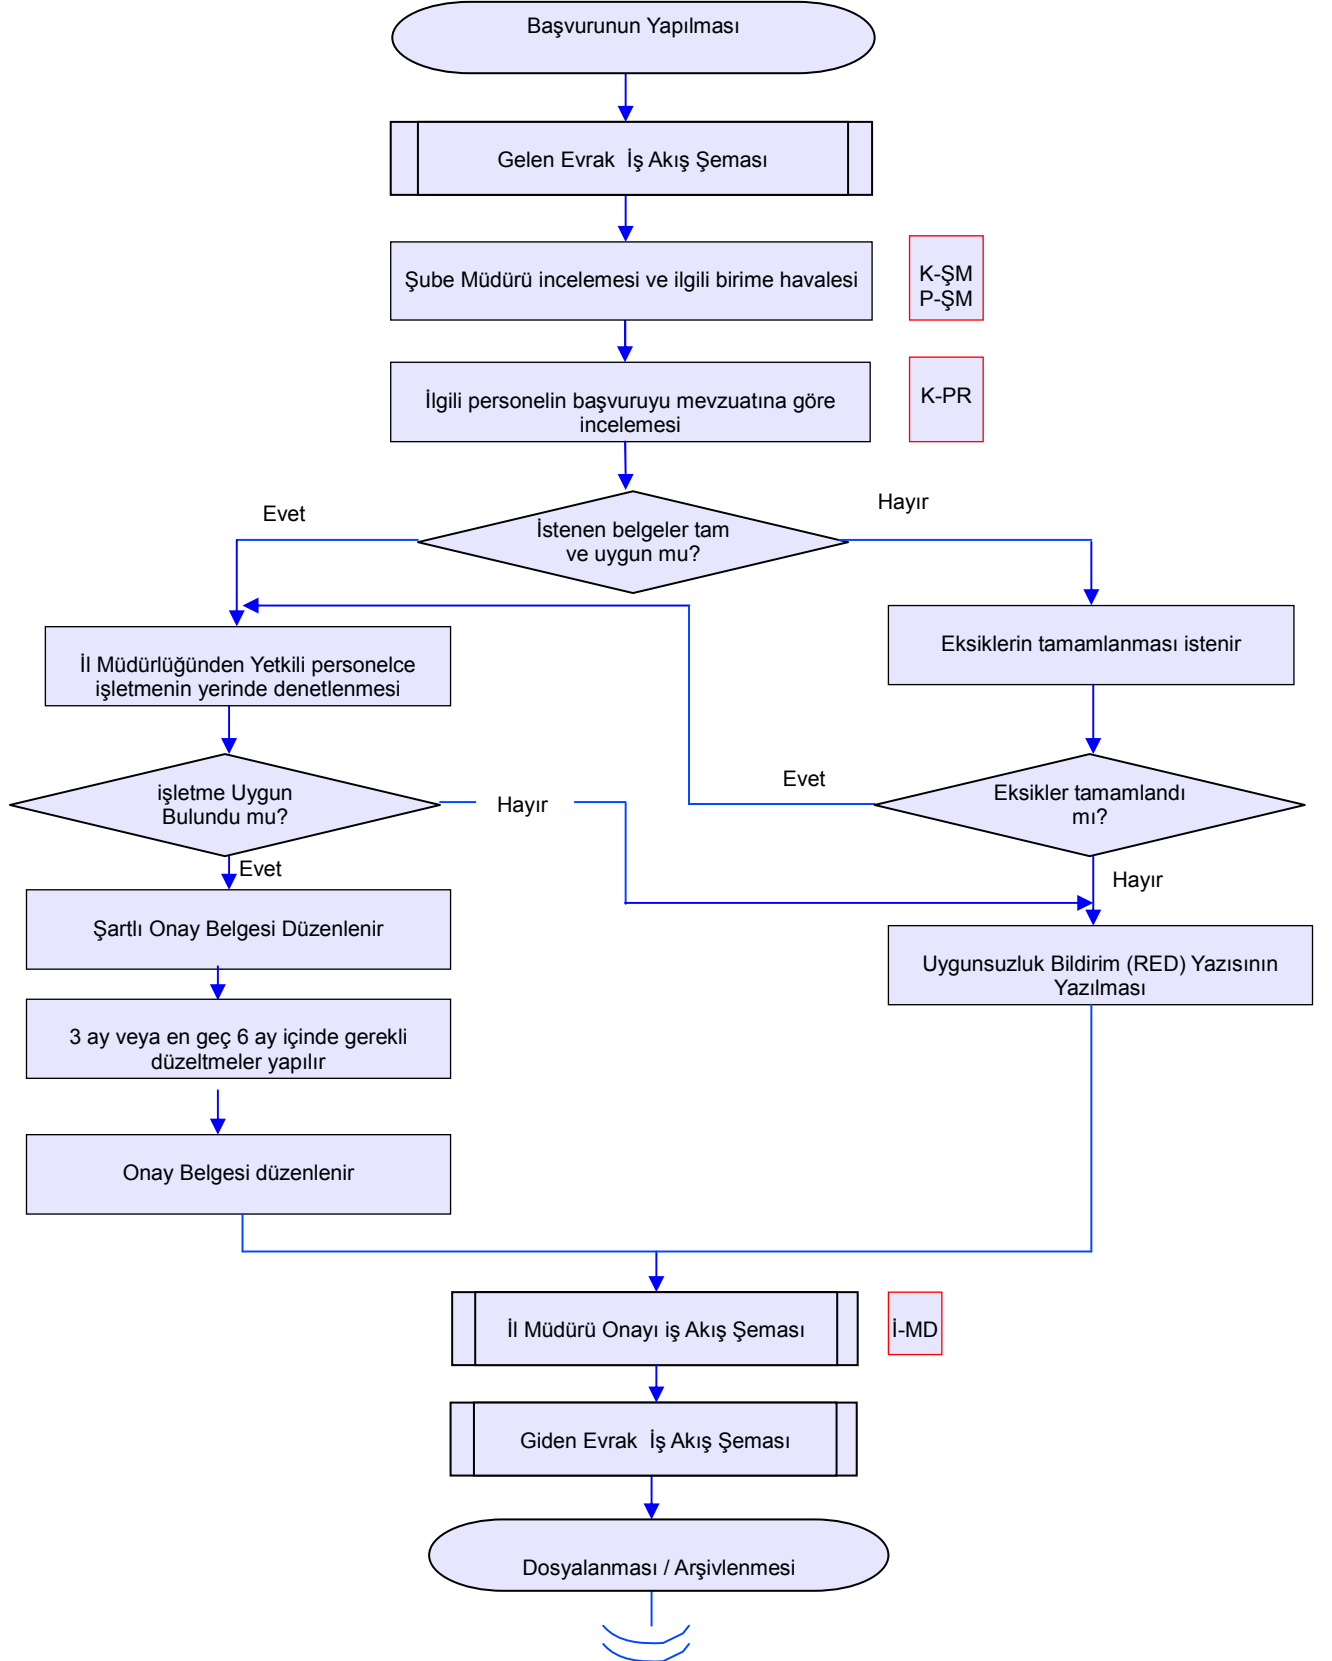 Başvurunun Yapılması
Gelen Evrak  İş Akış Şeması
Şube Müdürü incelemesi ve ilgili birime havalesi
K-ŞM
P-ŞM
İlgili personelin başvuruyu mevzuatına göre
incelemesi
K-PR
Evet
Hayır
İstenen belgeler tam
ve uygun mu?
İl Müdürlüğünden Yetkili personelce
işletmenin yerinde denetlenmesi
Eksiklerin tamamlanması istenir
işletme Uygun
Bulundu mu?
Hayır
Evet
Eksikler tamamlandı
mı?
Evet
Hayır
Şartlı Onay Belgesi Düzenlenir
Uygunsuzluk Bildirim (RED) Yazısının
Yazılması
3 ay veya en geç 6 ay içinde gerekli
düzeltmeler yapılır
Onay Belgesi düzenlenir
İl Müdürü Onayı iş Akış Şeması
İ-MD
Giden Evrak  İş Akış Şeması
Dosyalanması / Arşivlenmesi